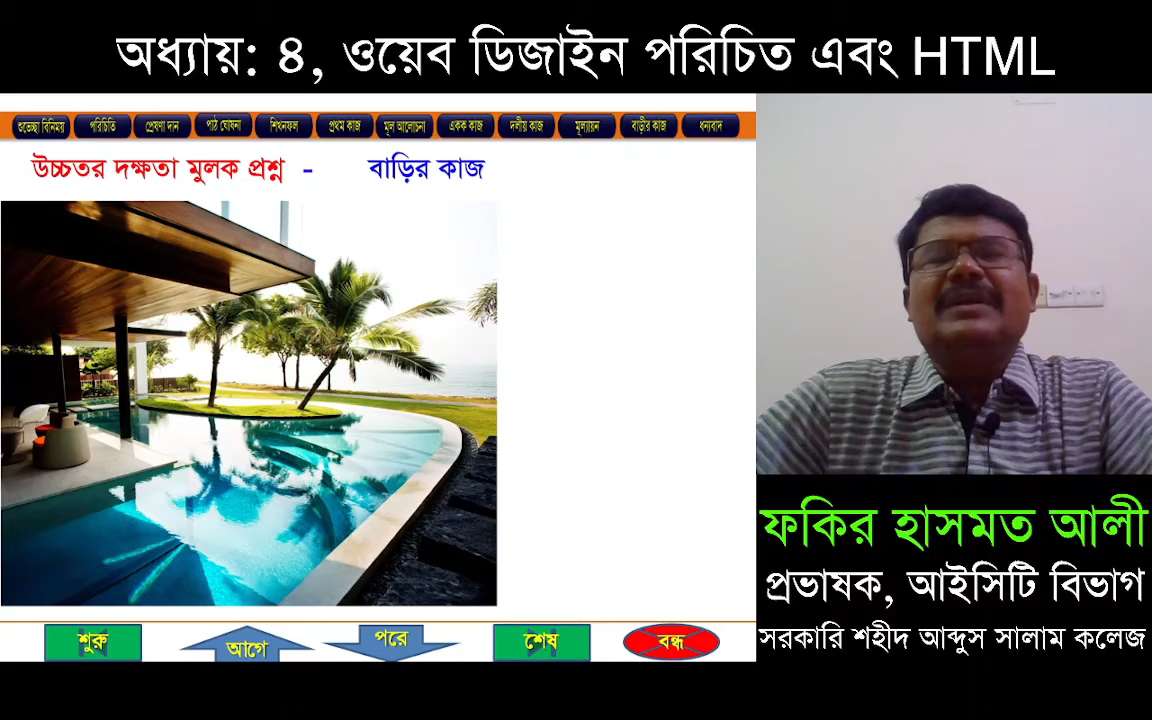 অধ্যায়: ৪, ওয়েব ডিজাইন পরিচিত এবং HTML
শুভেচ্ছা বিনিময় পরিচিতি প্রেষণা দান পাঠ ঘোষনা শিখনফল প্রথম কাজ মূল আলোচনা একক কাজ দলীয় কাজ মূল্যায়ন বাড়ীর কাজ ধন্যবাদ
উচ্চতর দক্ষতা মুলক প্রশ্ন - বাড়ির কাজ
ফকির হাসমত আলী
প্রভাষক, আইসিটি বিভাগ
সরকারি শহীদ আব্দুস সালাম কলেজ
শুরু আগে পরে শেষ বন্ধ